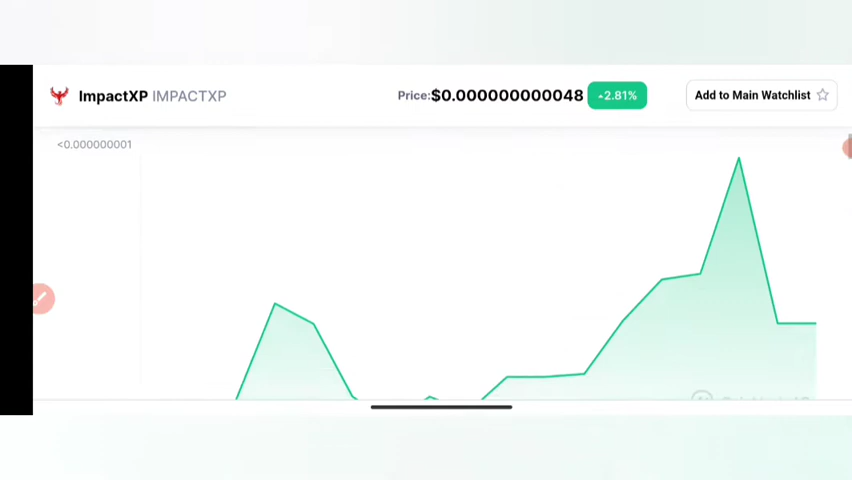 ImpactXP IMPACTXP Price:$0.000000000048 2.81% Add to Main Watchlist
<0.000000001